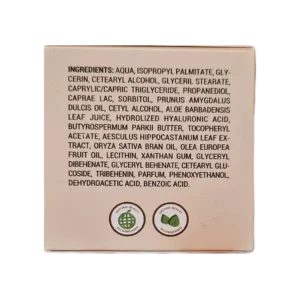 INGREDIENTS: AQUA, ISOPROPYL PALMITATE, GLY-
CERIN, CETEARYL ALCOHOL, GLYCERIL STEARATE,
CAPRYLIC/CAPRIC TRIGLYCERIDE, PROPANEDIOL,
CAPRAE LAC, SORBITOL, PRUNUS AMYGDALUS
DULCIS OIL, CETYL ALCOHOL, ALOE BARBADENSIS
LEAF JUICE, HYDROLIZED HYALURONIC ACID,
BUTYROSPERMUM PARKII BUTTER, TOCOPHERYL
ACETATE, AESCULUS HIPPOCASTANUM LEAF EX-
TRACT, ORYZA SATIVA BRAN OIL, OLEA EUROPEA
FRUIT OIL, LECITHIN, XANTHAN GUM, GLYCERYL
DIBEHENATE, GLYCERYL BEHENATE, CETEARYL GLU-
COSIDE, TRIBEHENIN, PARFUM, PHENOXYETHANOL,
DEHYDROACETIC ACID, BENZOIC ACID.